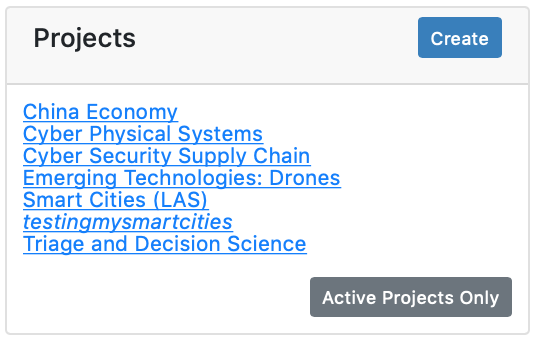 Projects
Create
China Economy
Cyber Physical Systems
Cyber Security Supply Chain
Emerging Technologies: Drones
Smart Cities (LAS)
testingmysmartcities
Triage and Decision Science
Active Projects Only